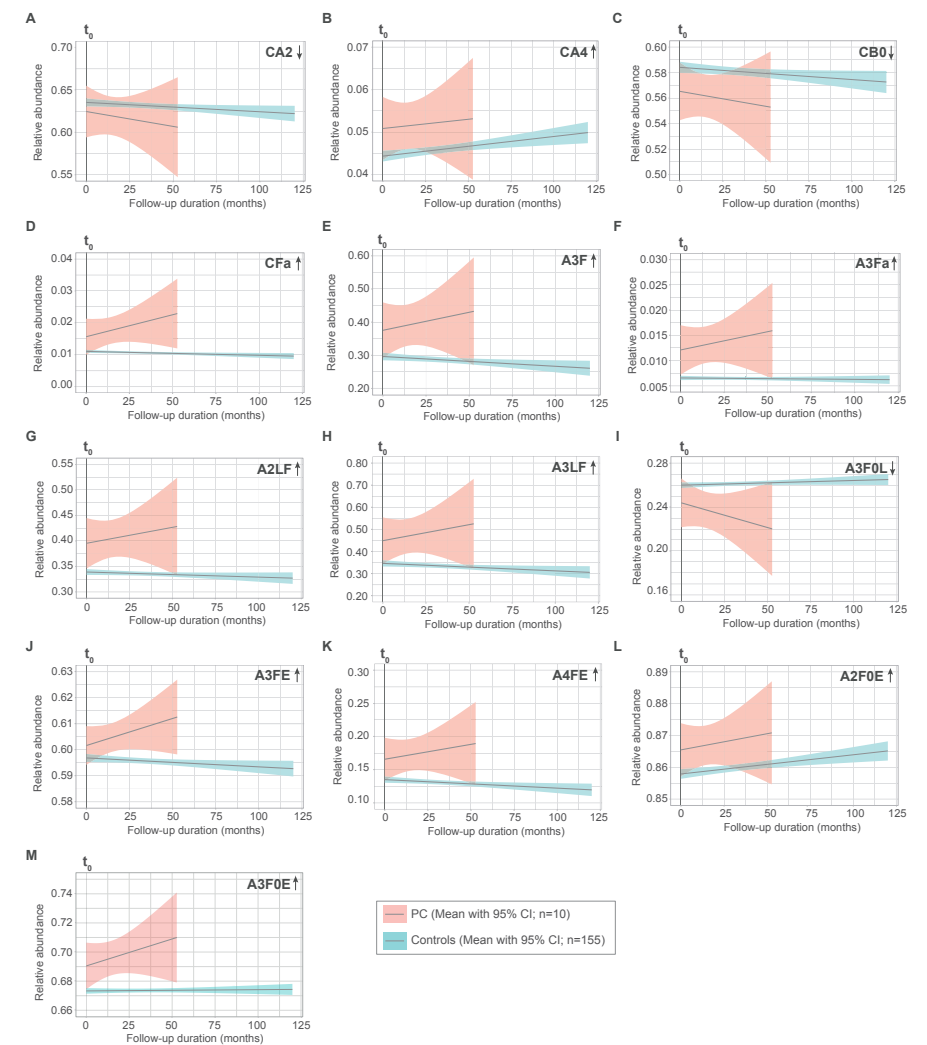 A
t0
CA2 ↓
Relative abundance
0.70
0.65
0.60
0.55
0 25 50 75 100 125
Follow-up duration (months)
B
t0
CA4 ↑
Relative abundance
0.07
0.06
0.05
0.04
0 25 50 75 100 125
Follow-up duration (months)
C
t0
CB0 ↓
Relative abundance
0.60
0.58
0.56
0.54
0.52
0.50
0 25 50 75 100 125
Follow-up duration (months)
D
t0
CFa ↑
Relative abundance
0.04
0.03
0.02
0.01
0.00
0 25 50 75 100 125
Follow-up duration (months)
E
t0
A3F ↑
Relative abundance
0.60
0.50
0.40
0.30
0.20
0 25 50 75 100 125
Follow-up duration (months)
F
t0
A3Fa ↑
Relative abundance
0.030
0.025
0.020
0.015
0.010
0.005
0 25 50 75 100 125
Follow-up duration (months)
G
t0
A2LF ↑
Relative abundance
0.55
0.50
0.45
0.40
0.35
0.30
0 25 50 75 100 125
Follow-up duration (months)
H
t0
A3LF ↑
Relative abundance
0.80
0.70
0.60
0.50
0.40
0.30
0.20
0 25 50 75 100 125
Follow-up duration (months)
I
t0
A3F0L ↓
Relative abundance
0.28
0.24
0.20
0.16
0 25 50 75 100 125
Follow-up duration (months)
J
t0
A3FE ↑
Relative abundance
0.63
0.62
0.61
0.60
0.59
0.58
0 25 50 75 100 125
Follow-up duration (months)
K
t0
A4FE ↑
Relative abundance
0.30
0.25
0.20
0.15
0.10
0 25 50 75 100 125
Follow-up duration (months)
L
t0
A2F0E ↑
Relative abundance
0.89
0.88
0.87
0.86
0.85
0 25 50 75 100 125
Follow-up duration (months)
M
t0
A3F0E ↑
Relative abundance
0.74
0.72
0.70
0.68
0.66
0 25 50 75 100 125
Follow-up duration (months)
PC (Mean with 95% CI; n=10)
Controls (Mean with 95% CI; n=155)